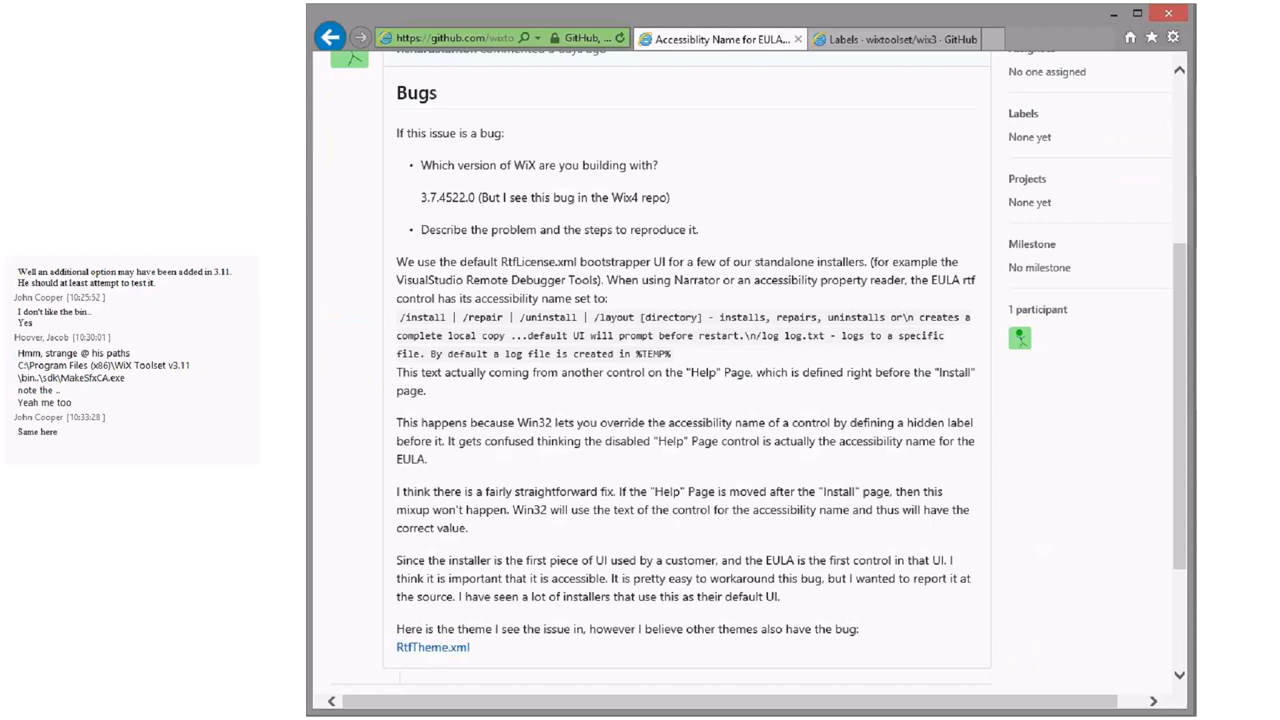 Well an additional option may have been added in 3.11.
He should at least attempt to test it.
John Cooper [10:25:52]
I don't like the bin..
Yes
Hoover, Jacob [10:30:01]
Hmm, strange @ his paths
C:\Program Files (x86)\WiX Toolset v3.11
\bin..\sdk\MakeSfxCA.exe
note the ..
Yeah me too
John Cooper [10:33:28]
Same here
https://github.com/wixto
GitHub, ...
Accessiblity Name for EULA...
Labels - wixtoolset/wix3 · GitHub
Bugs
If this issue is a bug:
• Which version of WiX are you building with?
3.7.4522.0 (But I see this bug in the Wix4 repo)
• Describe the problem and the steps to reproduce it.
We use the default RtfLicense.xml bootstrapper UI for a few of our standalone installers. (for example the
VisualStudio Remote Debugger Tools). When using Narrator or an accessibility property reader, the EULA rtf
control has its accessibility name set to:
/install | /repair | /uninstall | /layout [directory] - installs, repairs, uninstalls or\n creates a
complete local copy ...default UI will prompt before restart.\n/log log.txt - logs to a specific
file. By default a log file is created in %TEMP%
This text actually coming from another control on the "Help" Page, which is defined right before the "Install"
page.
This happens because Win32 lets you override the accessibility name of a control by defining a hidden label
before it. It gets confused thinking the disabled "Help" Page control is actually the accessibility name for the
EULA.
I think there is a fairly straightforward fix. If the "Help" Page is moved after the "Install" page, then this
mixup won't happen. Win32 will use the text of the control for the accessibility name and thus will have the
correct value.
Since the installer is the first piece of UI used by a customer, and the EULA is the first control in that UI. I
think it is important that it is accessible. It is pretty easy to workaround this bug, but I wanted to report it at
the source. I have seen a lot of installers that use this as their default UI.
Here is the theme I see the issue in, however I believe other themes also have the bug:
RtfTheme.xml
No one assigned
Labels
None yet
Projects
None yet
Milestone
No milestone
1 participant